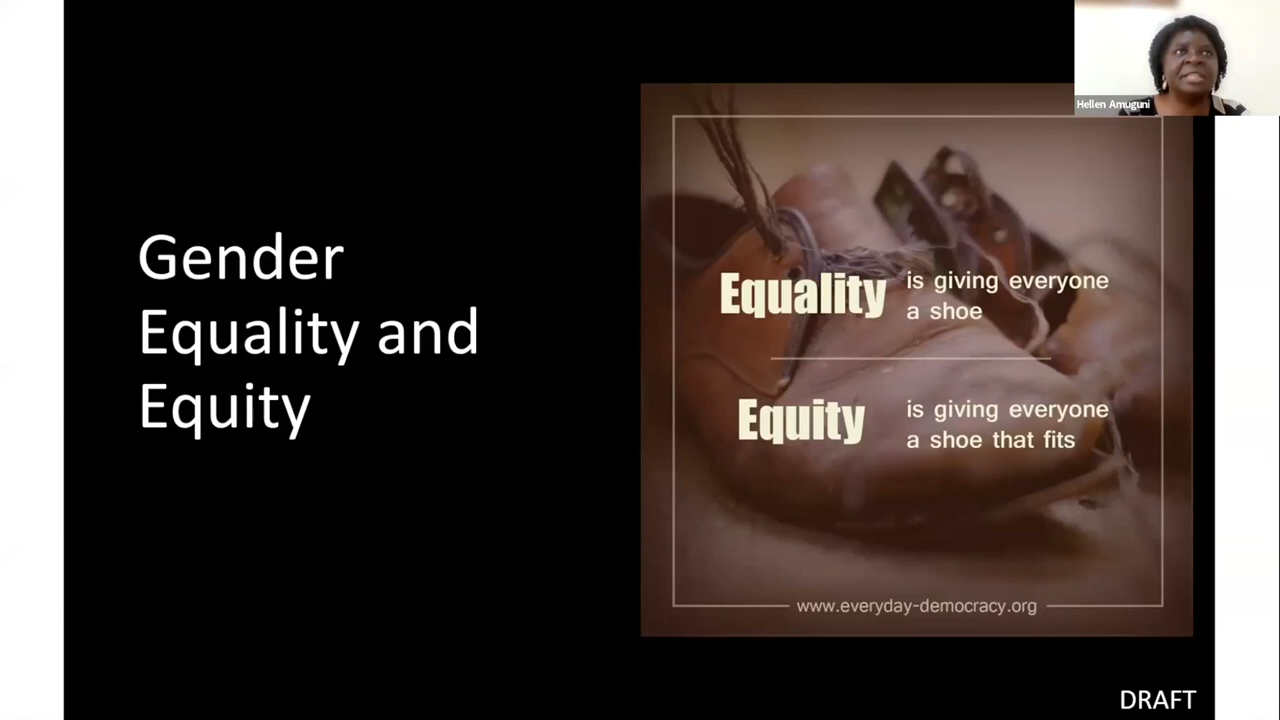 Hellen Amuguni
Gender
Equality and
Equity
Equality is giving everyone
a shoe
Equity is giving everyone
a shoe that fits
www.everyday-democracy.org
DRAFT